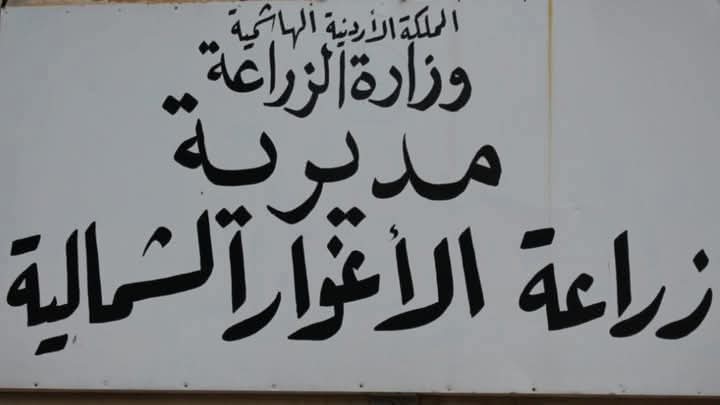 المملكة الأردنية الهاشمية
وزارة الزراعة
مديرية
زراعة الأغوار الشمالية